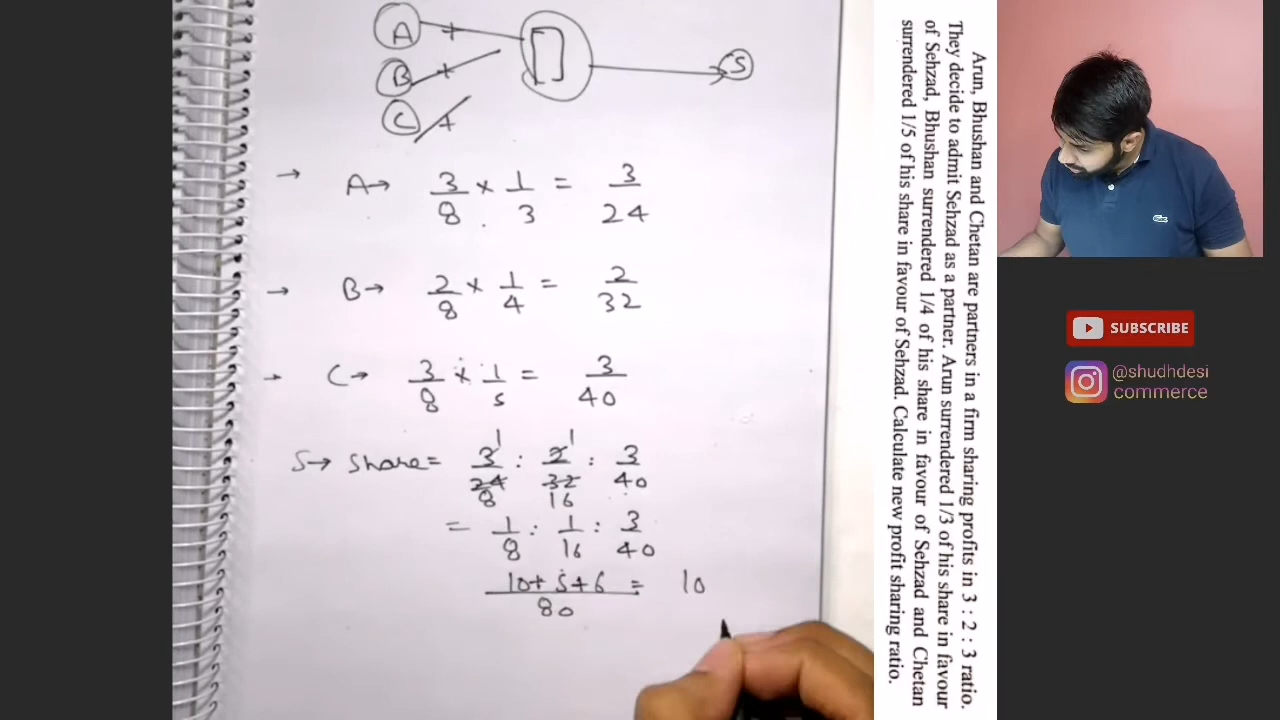 A
B
C
S
→ A→ 3/8 × 1/3 = 3/24
→ B→ 2/8 × 1/4 = 2/32
→ C→ 3/8 × 1/5 = 3/40
S→ Share = 3/24 1/8 : 2/32 1/16 : 3/40
= 1/8 : 1/16 : 3/40
10+5+6/80 = 10
Arun, Bhushan and Chetan are partners in a firm sharing profits in 3 : 2 : 3 ratio.
They decide to admit Sehzad as a partner. Arun surrendered 1/3 of his share in favour
of Sehzad, Bhushan surrendered 1/4 of his share in favour of Sehzad and Chetan
surrendered 1/5 of his share in favour of Sehzad. Calculate new profit sharing ratio.
SUBSCRIBE
@shudhdesi
commerce